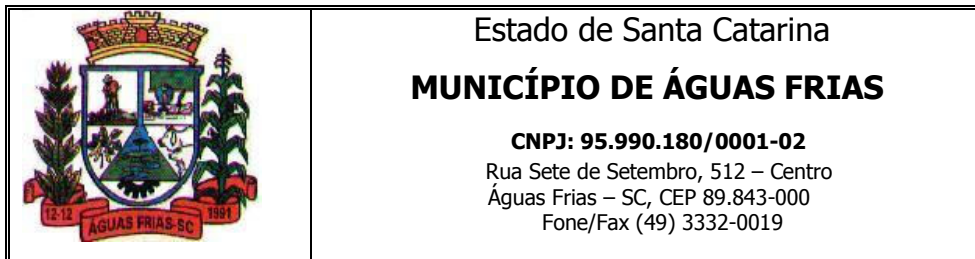 12-12
ÁGUAS FRIAS-SC
1991
Estado de Santa Catarina
MUNICÍPIO DE ÁGUAS FRIAS
CNPJ: 95.990.180/0001-02
Rua Sete de Setembro, 512 – Centro
Águas Frias – SC, CEP 89.843-000
Fone/Fax (49) 3332-0019